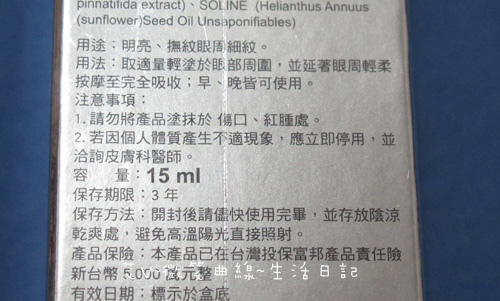 pinnatifida extract)、SOLINE (Helianthus Annuus
(sunflower)Seed Oil Unsaponifiables)
用途：明亮、撫紋眼周細紋。
用法：取適量輕塗於眼部周圍，並延著眼周輕柔
按摩至完全吸收；早、晚皆可使用。
注意事項：
1. 請勿將產品塗抹於 傷口、紅腫處。
2. 若因個人體質產生不適現象，應立即停用，並
洽詢皮膚科醫師。
容 量：15 ml
保存期限：3 年
保存方法：開封後請儘快使用完畢，並存放陰涼
乾爽處，避免高溫陽光直接照射。
產品保險：本產品已在台灣投保富邦產品責任險
新台幣 5,000 萬元整
有效日期：標示於盒底
曲線~生活日記